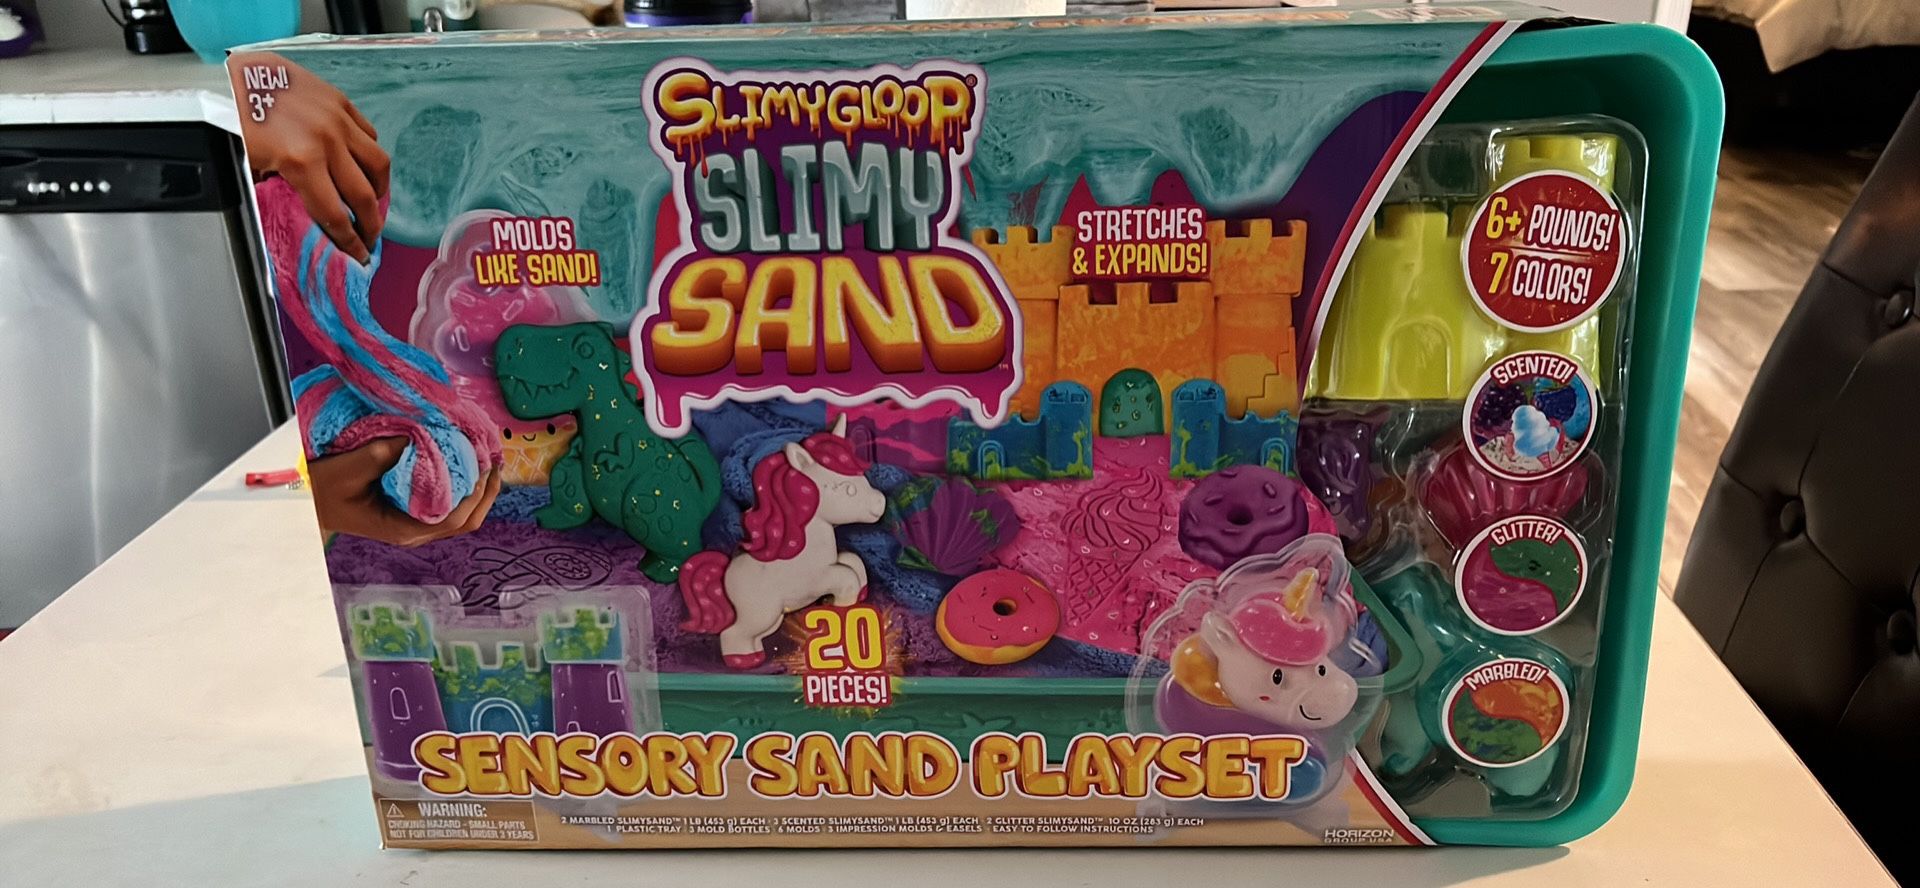 NEW!
3+
SLIMYGLOOP®
SLIMY
SAND™
MOLDS
LIKE SAND!
STRETCHES
& EXPANDS!
6+ POUNDS!
7 COLORS!
SCENTED!
GLITTER!
MARBLED!
20
PIECES!
SENSORY SAND PLAYSET
WARNING:
CHOKING HAZARD - SMALL PARTS
NOT FOR CHILDREN UNDER 3 YEARS
2 MARBLED SLIMYSAND™ 1 LB (453 g) EACH · 3 SCENTED SLIMYSAND™ 1 LB (453 g) EACH · 2 GLITTER SLIMYSAND™ 10 OZ (283 g) EACH
1 PLASTIC TRAY · 3 MOLD BOTTLES · 6 MOLDS · 3 IMPRESSION MOLDS & EASELS · EASY TO FOLLOW INSTRUCTIONS
HORIZON
GROUP USA